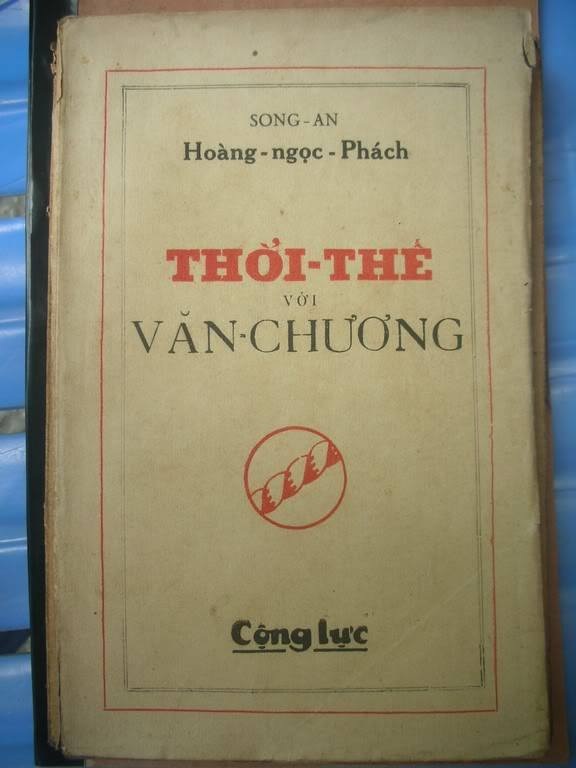 SONG-AN
Hoàng-ngọc-Phách
THỜI-THẾ
VỚI
VĂN-CHƯƠNG
Cộng lực